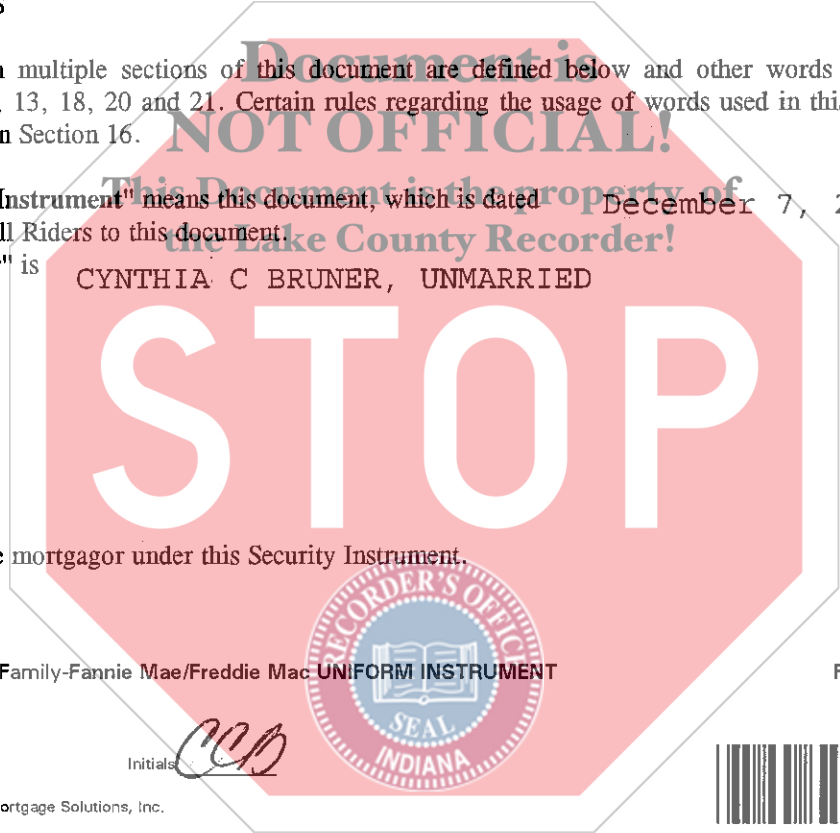 Document is
multiple sections of this document are defined below and other words
13, 18, 20 and 21. Certain rules regarding the usage of words used in
NOT OFFICIAL!
Section 16.
This Document is the property of
Instrument" means this document, which is dated December 7,
Riders to this document.
the Lake County Recorder!
" is
CYNTHIA C BRUNER, UNMARRIED
STOP
mortgagor under this Security Instrument.
RECORDER'S OFFICE
Family-Fannie Mae/Freddie Mac UNIFORM INSTRUMENT
SEAL
INDIANA
Initials CCB
Mortgage Solutions, Inc.